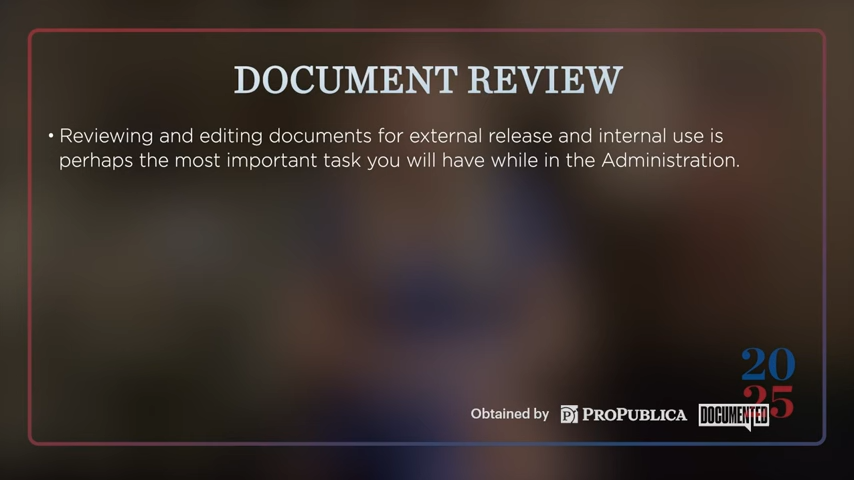 DOCUMENT REVIEW
• Reviewing and editing documents for external release and internal use is
perhaps the most important task you will have while in the Administration.
20
25
Obtained by P PROPUBLICA DOCUMENTED